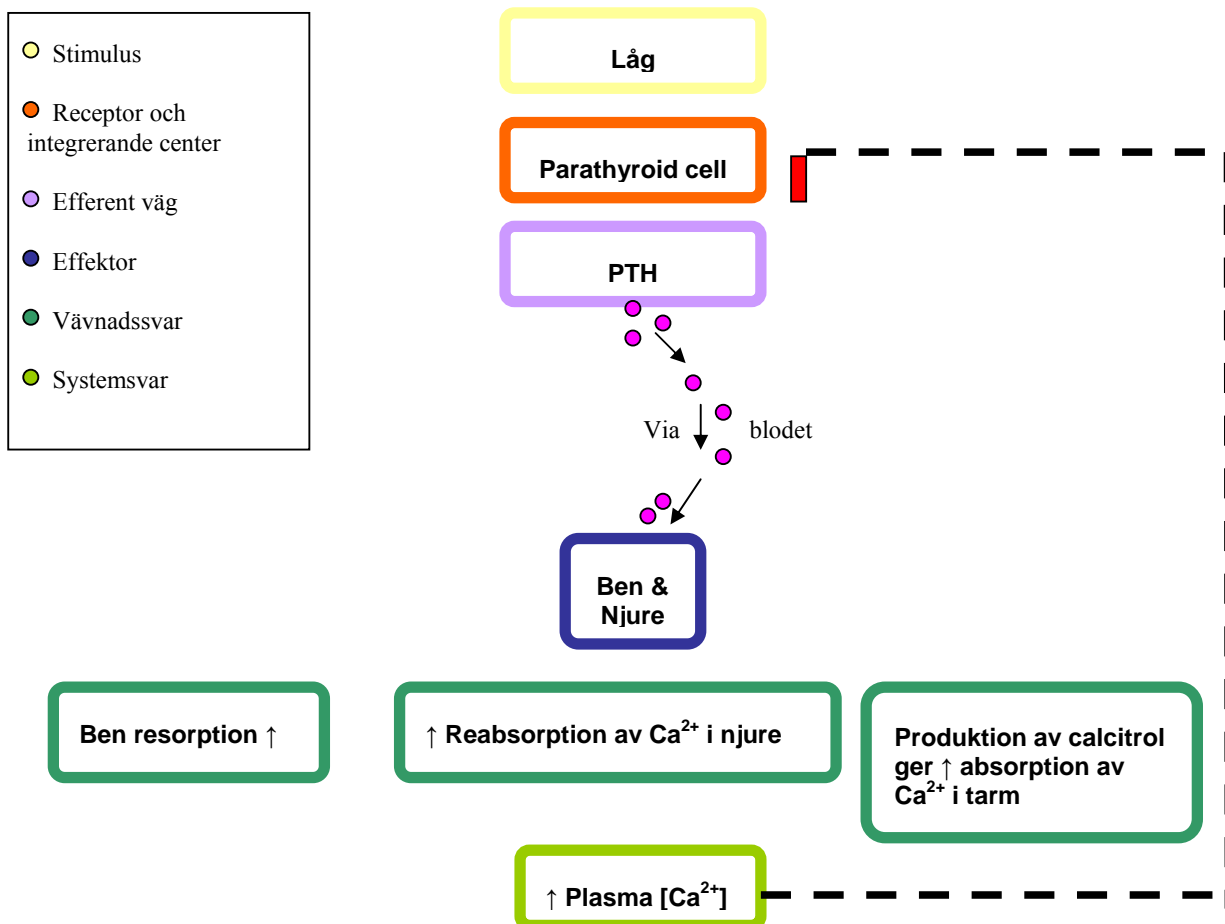 Stimulus
Receptor och
integrerande center
Efferent väg
Effektor
Vävnadssvar
Systemsvar
Låg
Parathyroid cell
PTH
Via blodet
Ben &
Njure
Ben resorption ↑
↑ Reabsorption av Ca²⁺ i njure
Produktion av calcitrol
ger ↑ absorption av
Ca²⁺ i tarm
↑ Plasma [Ca²⁺]